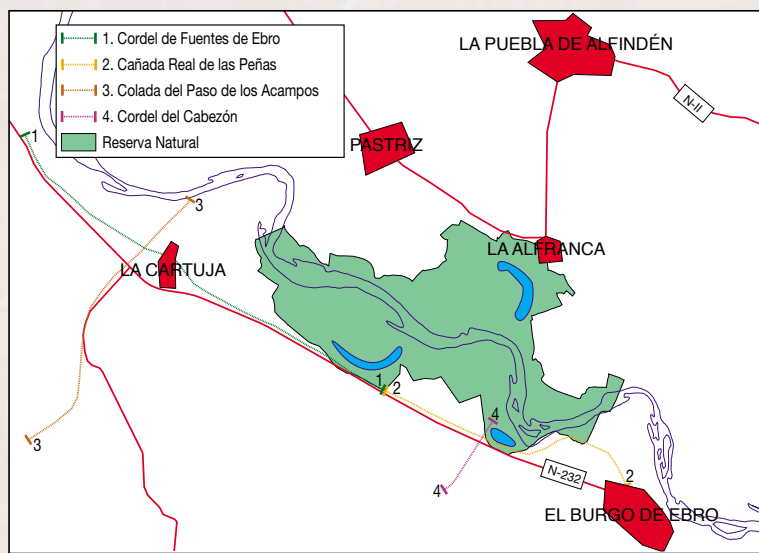 1. Cordel de Fuentes de Ebro
2. Cañada Real de las Peñas
3. Colada del Paso de los Acampos
4. Cordel del Cabezón
Reserva Natural
LA PUEBLA DE ALFINDÉN
N-II
1
PASTRIZ
3
LA ALFRANCA
LA CARTUJA
1
2
4
3
4
N-232
2
EL BURGO DE EBRO